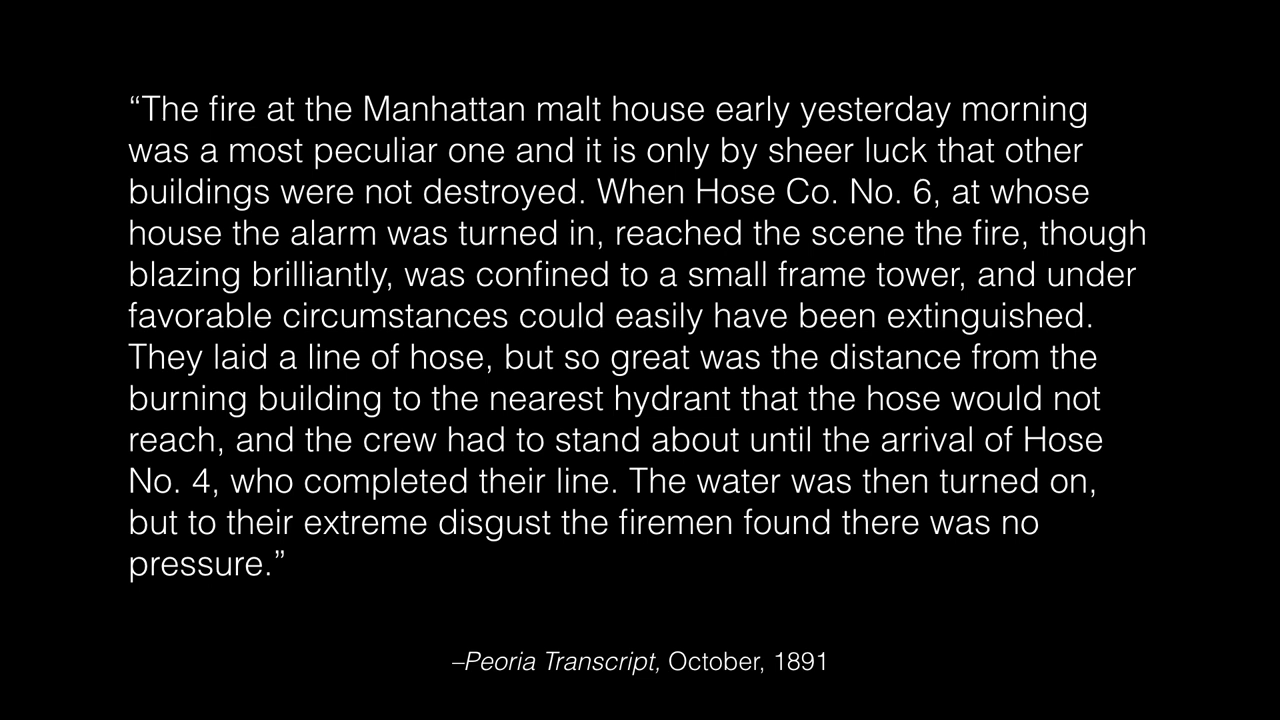 “The fire at the Manhattan malt house early yesterday morning
was a most peculiar one and it is only by sheer luck that other
buildings were not destroyed. When Hose Co. No. 6, at whose
house the alarm was turned in, reached the scene the fire, though
blazing brilliantly, was confined to a small frame tower, and under
favorable circumstances could easily have been extinguished.
They laid a line of hose, but so great was the distance from the
burning building to the nearest hydrant that the hose would not
reach, and the crew had to stand about until the arrival of Hose
No. 4, who completed their line. The water was then turned on,
but to their extreme disgust the firemen found there was no
pressure.”
–Peoria Transcript, October, 1891